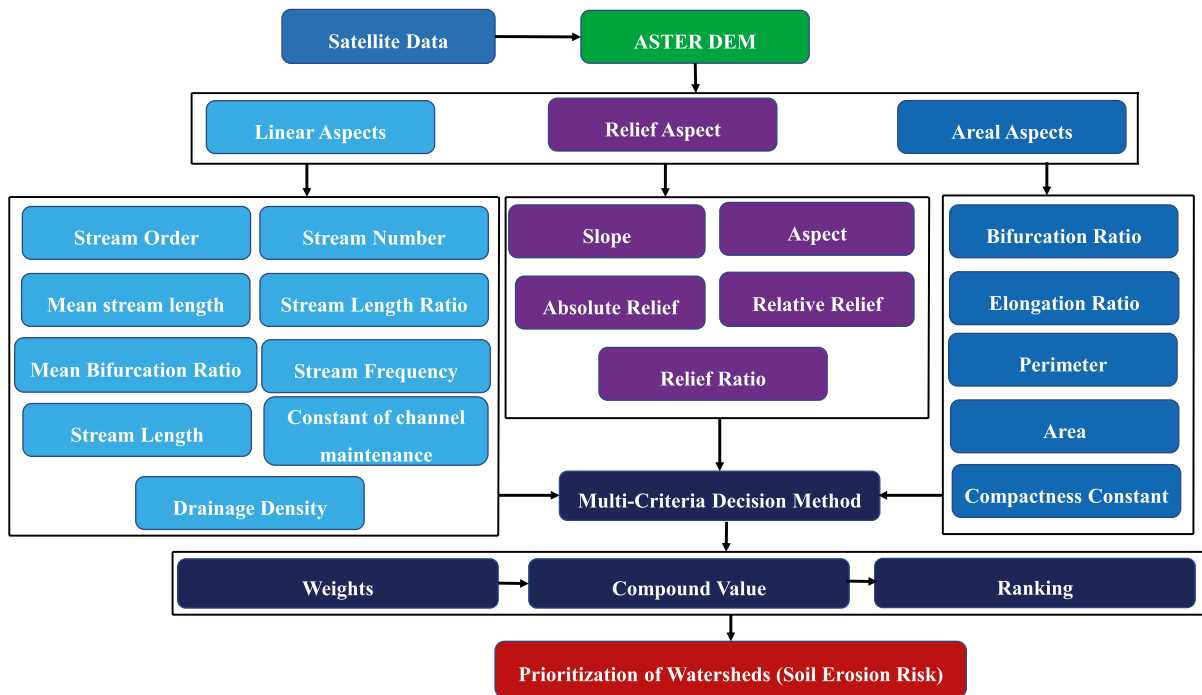 Satellite Data
ASTER DEM
Linear Aspects
Relief Aspect
Areal Aspects
Stream Order
Stream Number
Mean stream length
Stream Length Ratio
Mean Bifurcation Ratio
Stream Frequency
Stream Length
Constant of channel
maintenance
Drainage Density
Slope
Aspect
Absolute Relief
Relative Relief
Relief Ratio
Bifurcation Ratio
Elongation Ratio
Perimeter
Area
Compactness Constant
Multi-Criteria Decision Method
Weights
Compound Value
Ranking
Prioritization of Watersheds (Soil Erosion Risk)